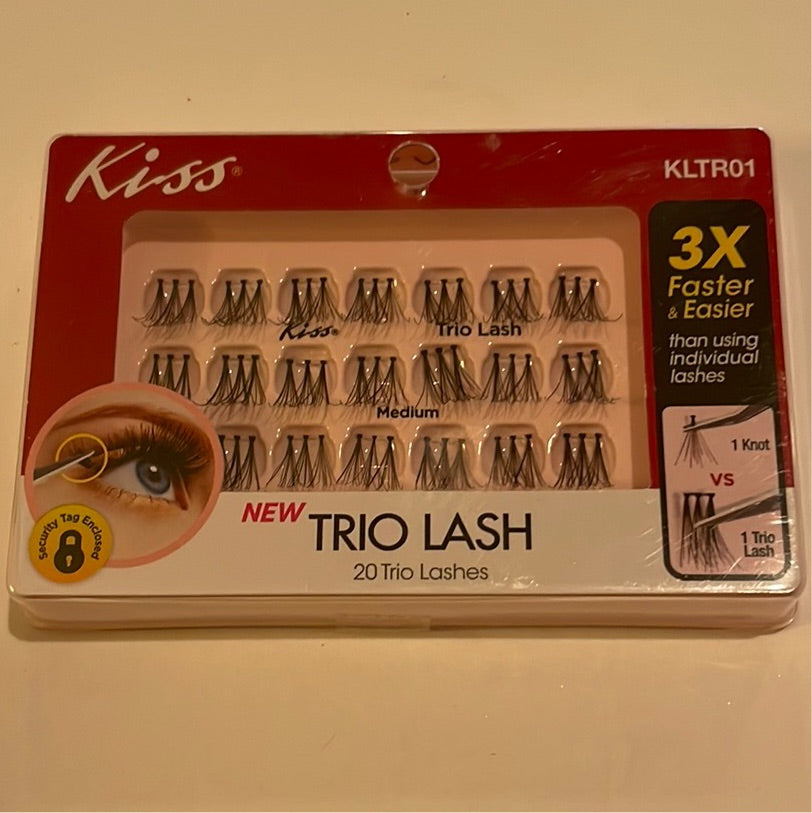 Kiss®
KLTR01
3X
Faster
& Easier
than using
individual
lashes
Kiss®
Trio Lash
Medium
1 Knot
VS
1 Trio
Lash
Security Tag Enclosed
NEW TRIO LASH
20 Trio Lashes